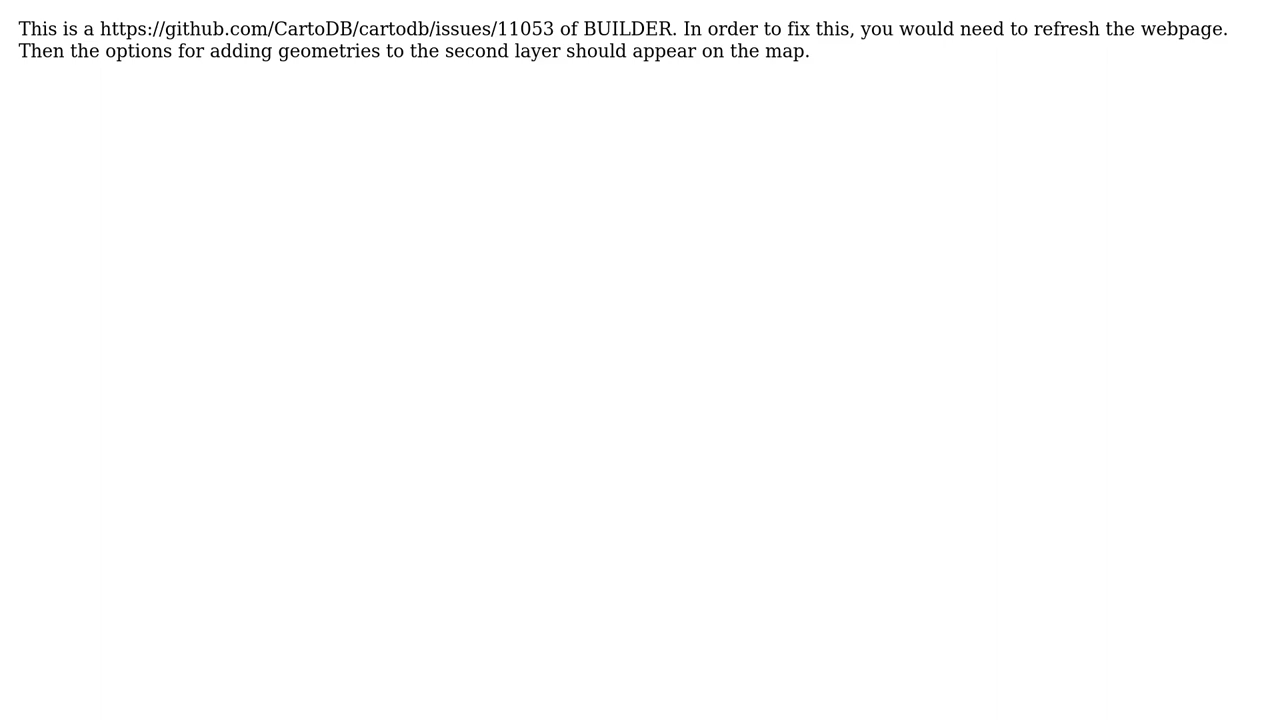 This is a https://github.com/CartoDB/cartodb/issues/11053 of BUILDER. In order to fix this, you would need to refresh the webpage.
Then the options for adding geometries to the second layer should appear on the map.